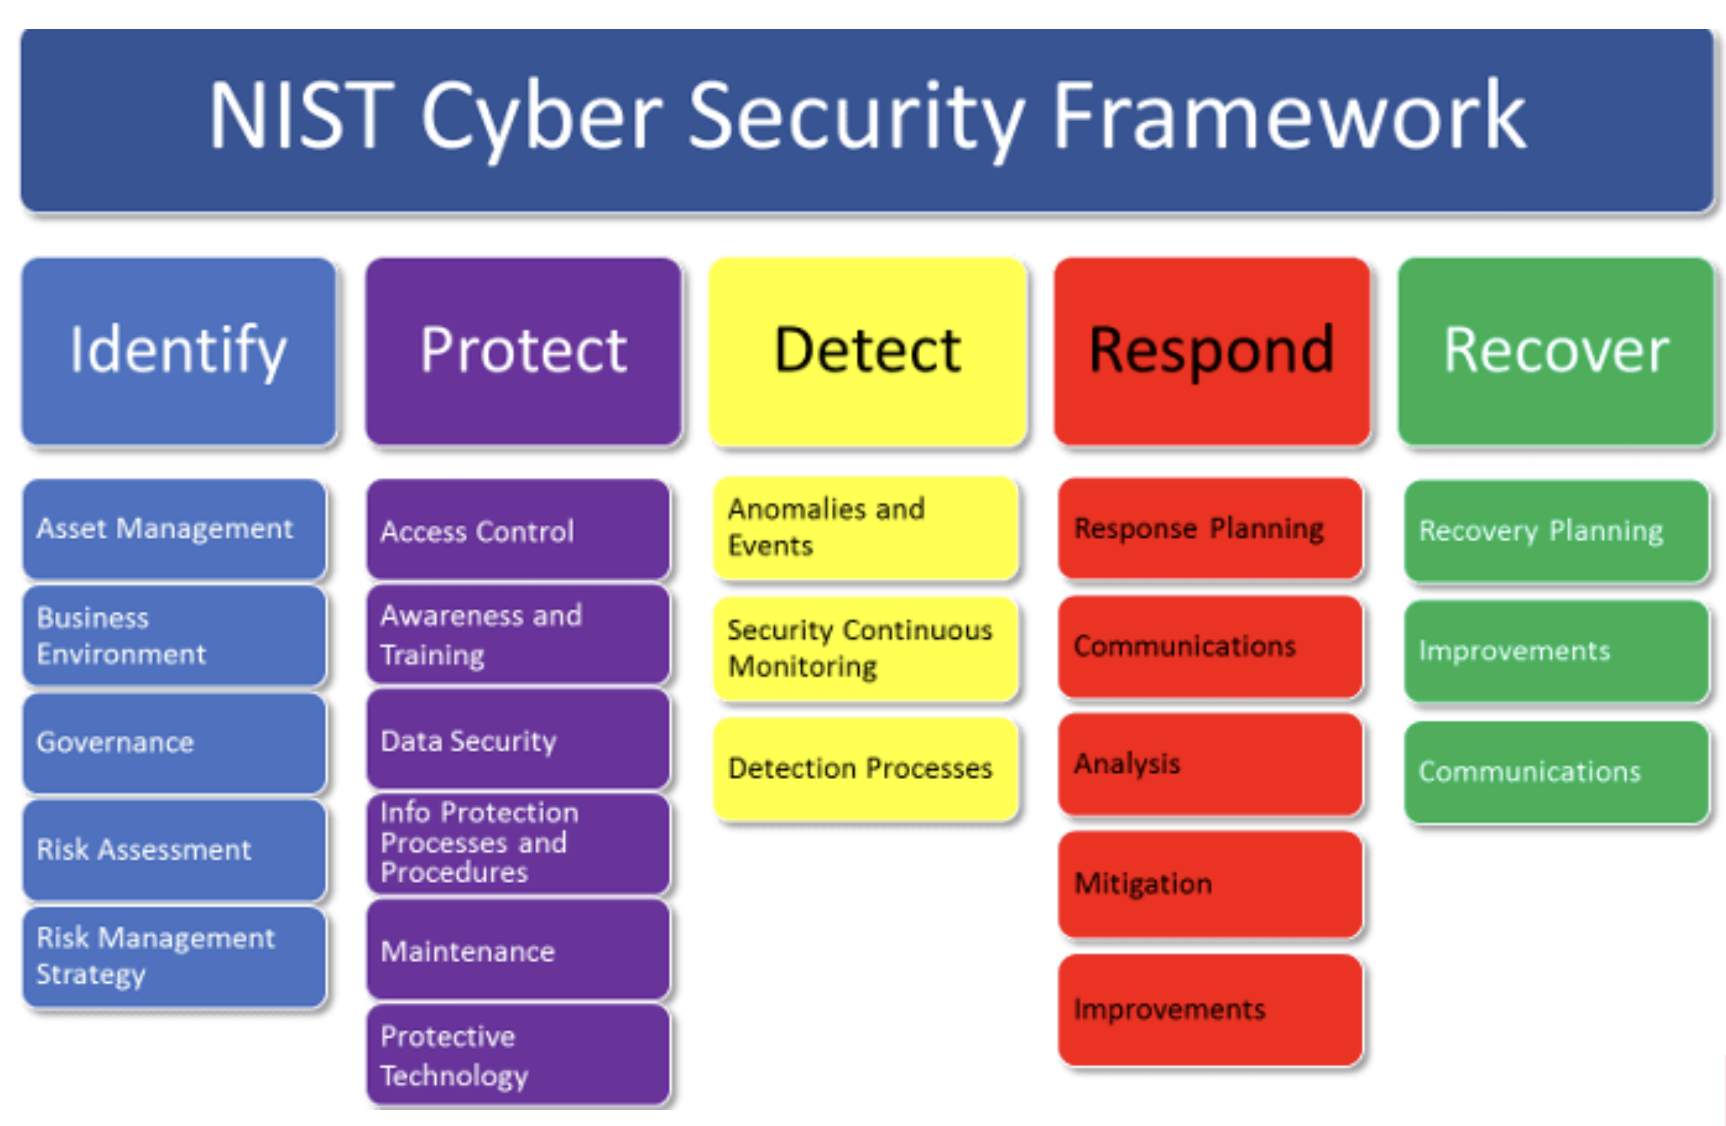 NIST Cyber Security Framework
Identify
Protect
Detect
Respond
Recover
Asset Management
Business
Environment
Governance
Risk Assessment
Risk Management
Strategy
Access Control
Awareness and
Training
Data Security
Info Protection
Processes and
Procedures
Maintenance
Protective
Technology
Anomalies and
Events
Security Continuous
Monitoring
Detection Processes
Response Planning
Communications
Analysis
Mitigation
Improvements
Recovery Planning
Improvements
Communications